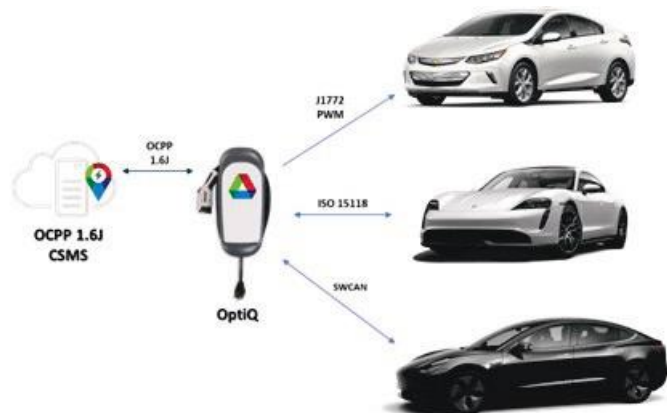 J1772
PWM
OCPP
1.6J
ISO 15118
OCPP 1.6J
CSMS
OptiQ
SWCAN